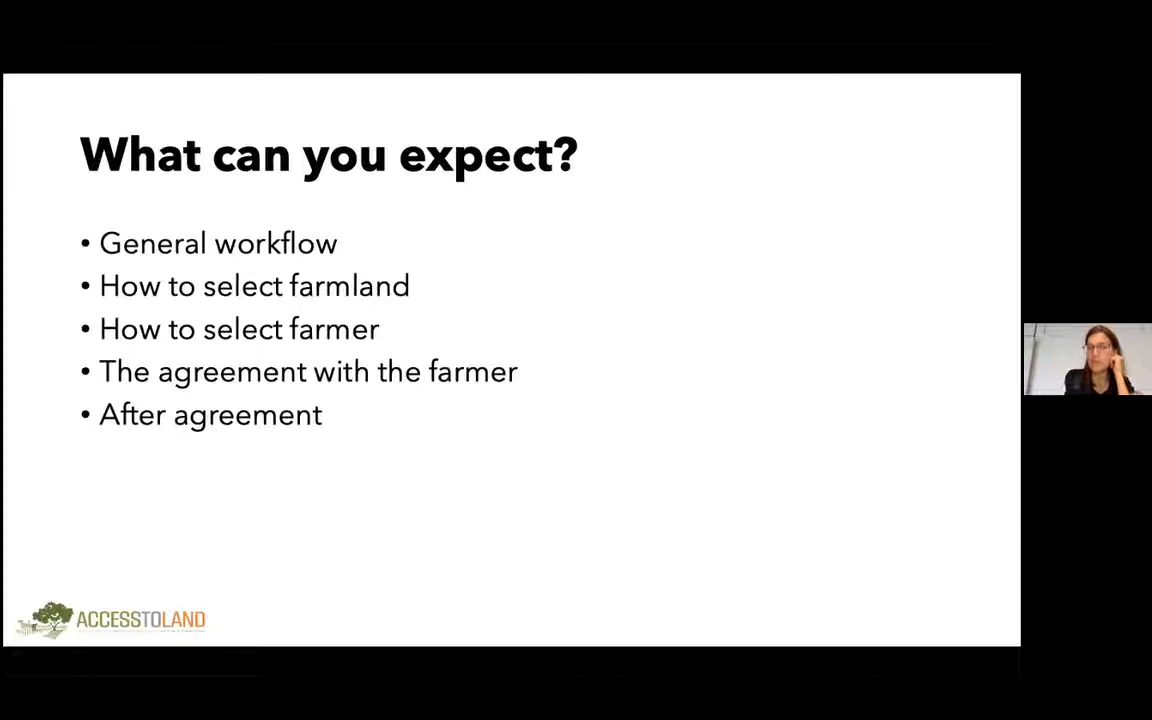 What can you expect?
• General workflow
• How to select farmland
• How to select farmer
• The agreement with the farmer
• After agreement
ACCESSTOLAND